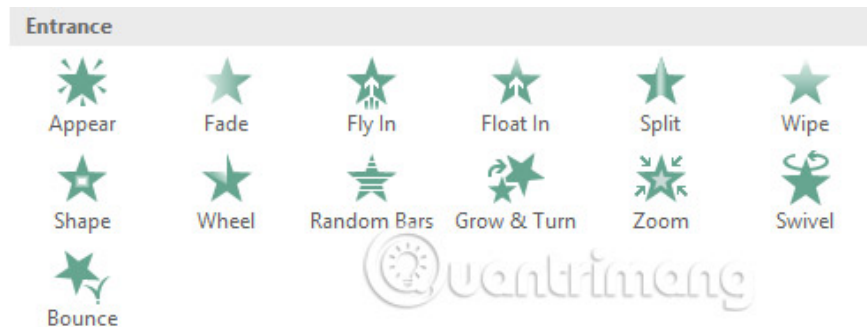 Entrance
Appear Fade Fly In Float In Split Wipe
Shape Wheel Random Bars Grow & Turn Zoom Swivel
Quantrimang
Bounce